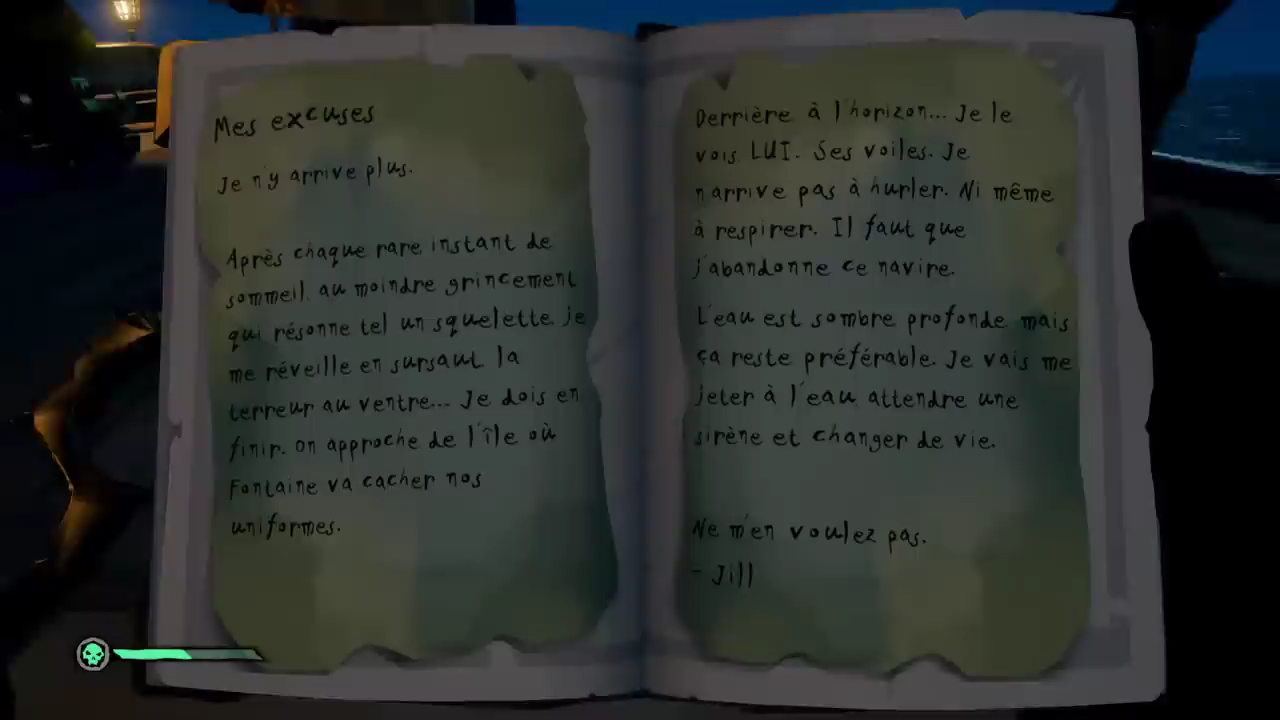 Mes excuses
Je n'y arrive plus.
Après chaque rare instant de
sommeil, au moindre grincement
qui résonne tel un squelette, je
me réveille en sursaut, la
terreur au ventre... Je dois en
finir. On approche de l'île où
Fontaine va cacher nos
uniformes.
Derrière, à l'horizon... Je le
vois, LUI. Ses voiles. Je
n'arrive pas à hurler. Ni même
à respirer. Il faut que
j'abandonne ce navire.
L'eau est sombre, profonde, mais
ça reste préférable. Je vais me
jeter à l'eau, attendre une
sirène et changer de vie.
Ne m'en voulez pas.
- Jill